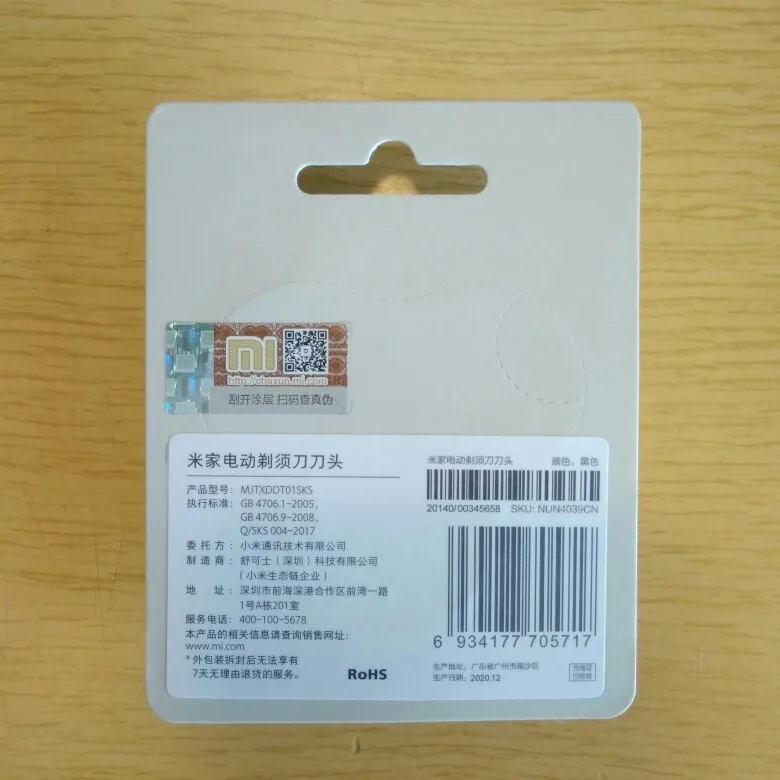 mi
http://chaxun.mi.com
刮开涂层 扫码查真伪
米家电动剃须刀刀头
产品型号：MJTXDDT01SKS
执行标准：GB 4706.1-2005，
GB 4706.9-2008，
Q/SKS 004-2017
委托方：小米通讯技术有限公司
制造商：舒可士（深圳）科技有限公司
（小米生态链企业）
地址：深圳市前海深港合作区前湾一路
1号A栋201室
服务电话：400-100-5678
本产品的相关信息请查询销售网址：
www.mi.com
* 外包装拆封后无法享有
7天无理由退货的服务。
RoHS
米家电动剃须刀刀头 颜色：黑色
20140/00345658 SKU: NUN4039CN
6 934177 705717
生产地址：广东省广州市南沙区
生产日期：2020.12
合格证
已检验